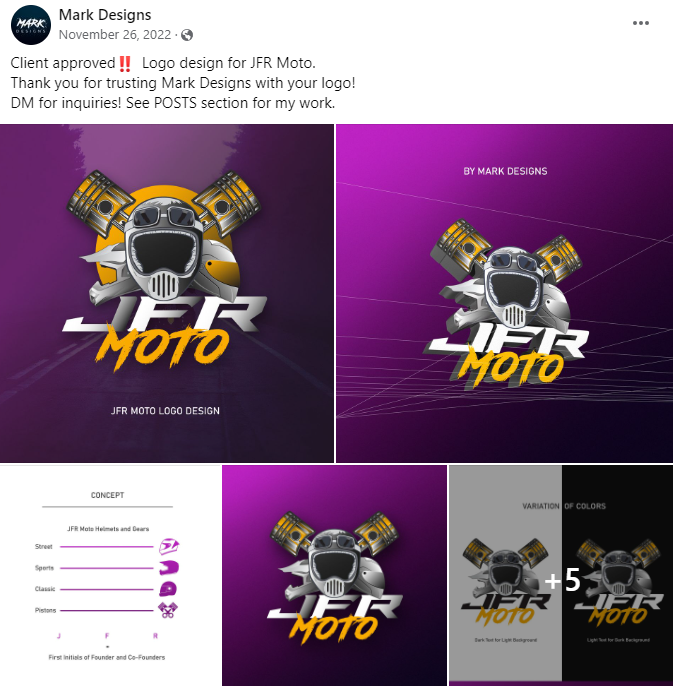 MARK
DESIGNS
Mark Designs
November 26, 2022 ·
Client approved‼️ Logo design for JFR Moto.
Thank you for trusting Mark Designs with your logo!
DM for inquiries! See POSTS section for my work.
JFR
MOTO
JFR MOTO LOGO DESIGN
BY MARK DESIGNS
JFR
MOTO
CONCEPT
JFR Moto Helmets and Gears
Street
Sports
Classic
Pistons
J F R
+
First Initials of Founder and Co-Founders
JFR
MOTO
VARIATION OF COLORS
+5
JFR
MOTO
JFR
MOTO
Dark Text for Light Background
Light Text for Dark Background